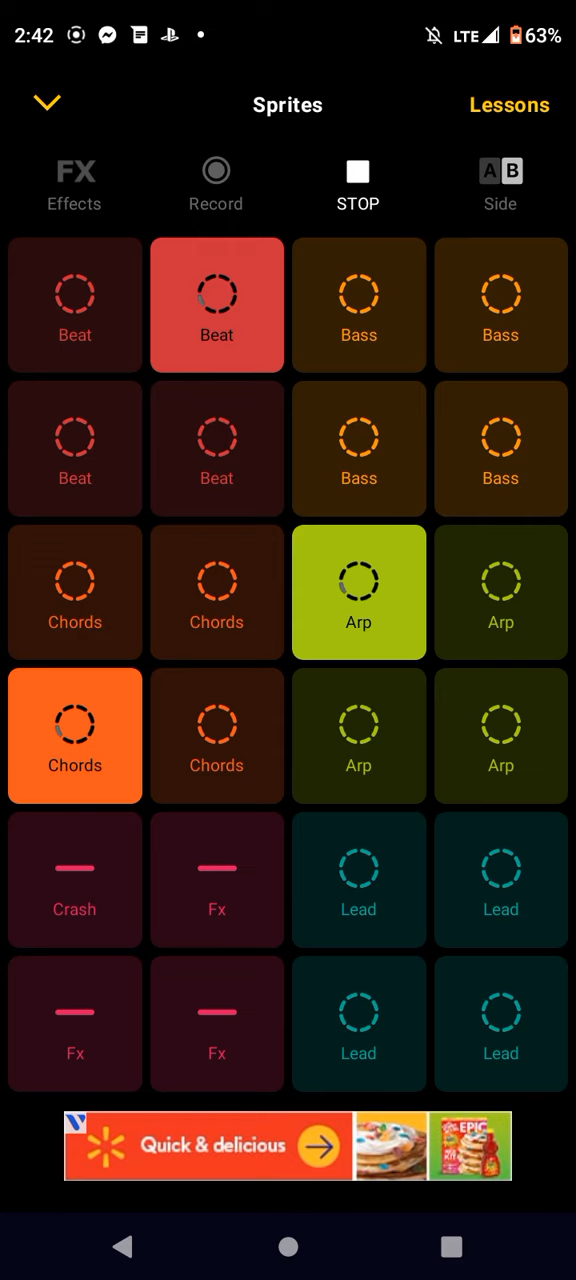 2:42 LTE 63%
Sprites Lessons
FX A B
Effects Record STOP Side
Beat Beat Bass Bass
Beat Beat Bass Bass
Chords Chords Arp Arp
Chords Chords Arp Arp
Crash Fx Lead Lead
Fx Fx Lead Lead
Quick & delicious EPIC